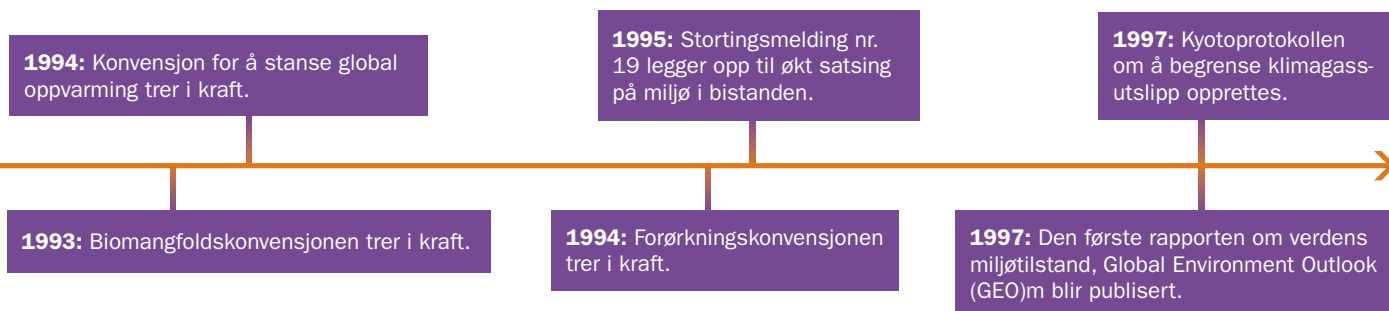 1994: Konvensjon for å stanse global
oppvarming trer i kraft.
1995: Stortingsmelding nr.
19 legger opp til økt satsing
på miljø i bistanden.
1997: Kyotoprotokollen
om å begrense klimagass-
utslipp opprettes.
1993: Biomangfoldskonvensjonen trer i kraft.
1994: Forørkningskonvensjonen
trer i kraft.
1997: Den første rapporten om verdens
miljøtilstand, Global Environment Outlook
(GEO)m blir publisert.